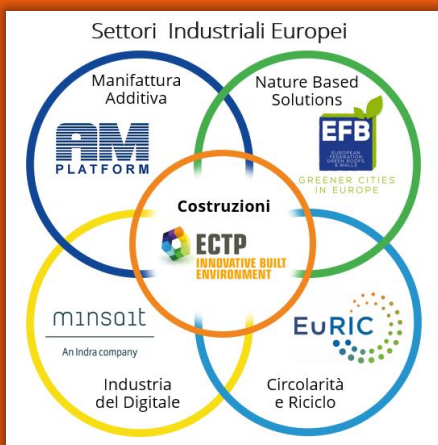 Settori Industriali Europei
Manifattura
Additiva
AM
PLATFORM
Nature Based
Solutions
EFB
EUROPEAN
FEDERATION
GREEN ROOFS
& WALLS
GREENER CITIES
IN EUROPE
Costruzioni
ECTP
INNOVATIVE BUILT
ENVIRONMENT
minsait
An Indra company
Industria
del Digitale
EuRIC
Circolarità
e Riciclo